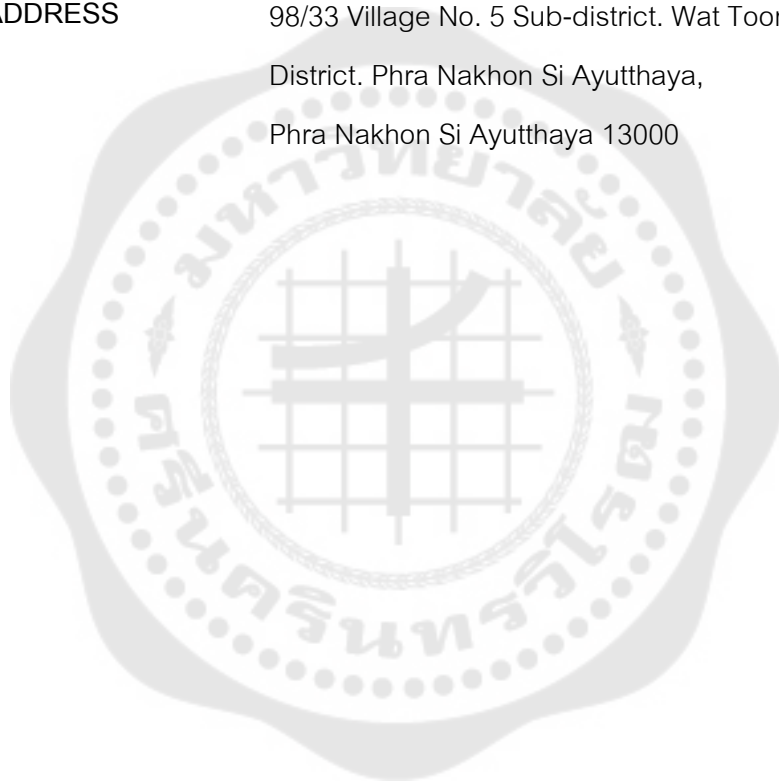 ADDRESS 98/33 Village No. 5 Sub-district. Wat Toom
District. Phra Nakhon Si Ayutthaya,
Phra Nakhon Si Ayutthaya 13000
มหาวิทยาลัย
ศรีนครินทรวิโรฒ